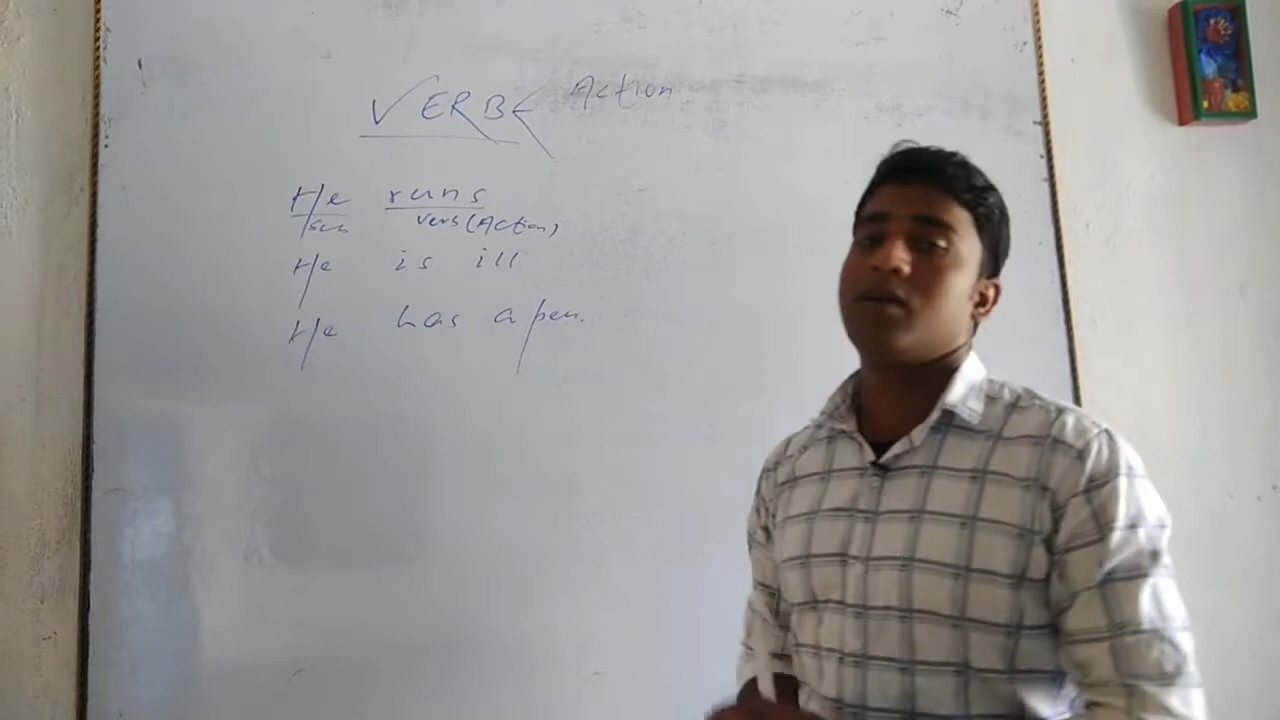 VERB Action
He runs
Sub Verb (Action)
He is ill
He has a pen.